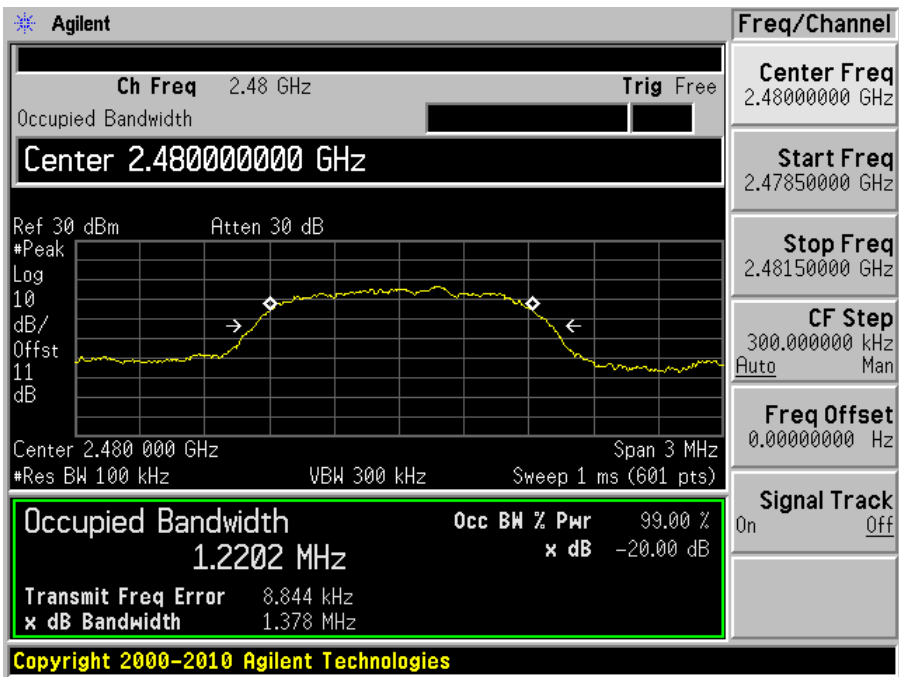 Agilent
Ch Freq 2.48 GHz Trig Free
Occupied Bandwidth
Center 2.480000000 GHz
Ref 30 dBm Atten 30 dB
#Peak
Log
10
dB/
Offst
11
dB
Center 2.480 000 GHz Span 3 MHz
#Res BW 100 kHz VBW 300 kHz Sweep 1 ms (601 pts)
Occupied Bandwidth
1.2202 MHz
Occ BW % Pwr 99.00 %
x dB -20.00 dB
Transmit Freq Error 8.844 kHz
x dB Bandwidth 1.378 MHz
Copyright 2000-2010 Agilent Technologies
Freq/Channel
Center Freq
2.48000000 GHz
Start Freq
2.47850000 GHz
Stop Freq
2.48150000 GHz
CF Step
300.000000 kHz
Auto Man
Freq Offset
0.00000000 Hz
Signal Track
On Off